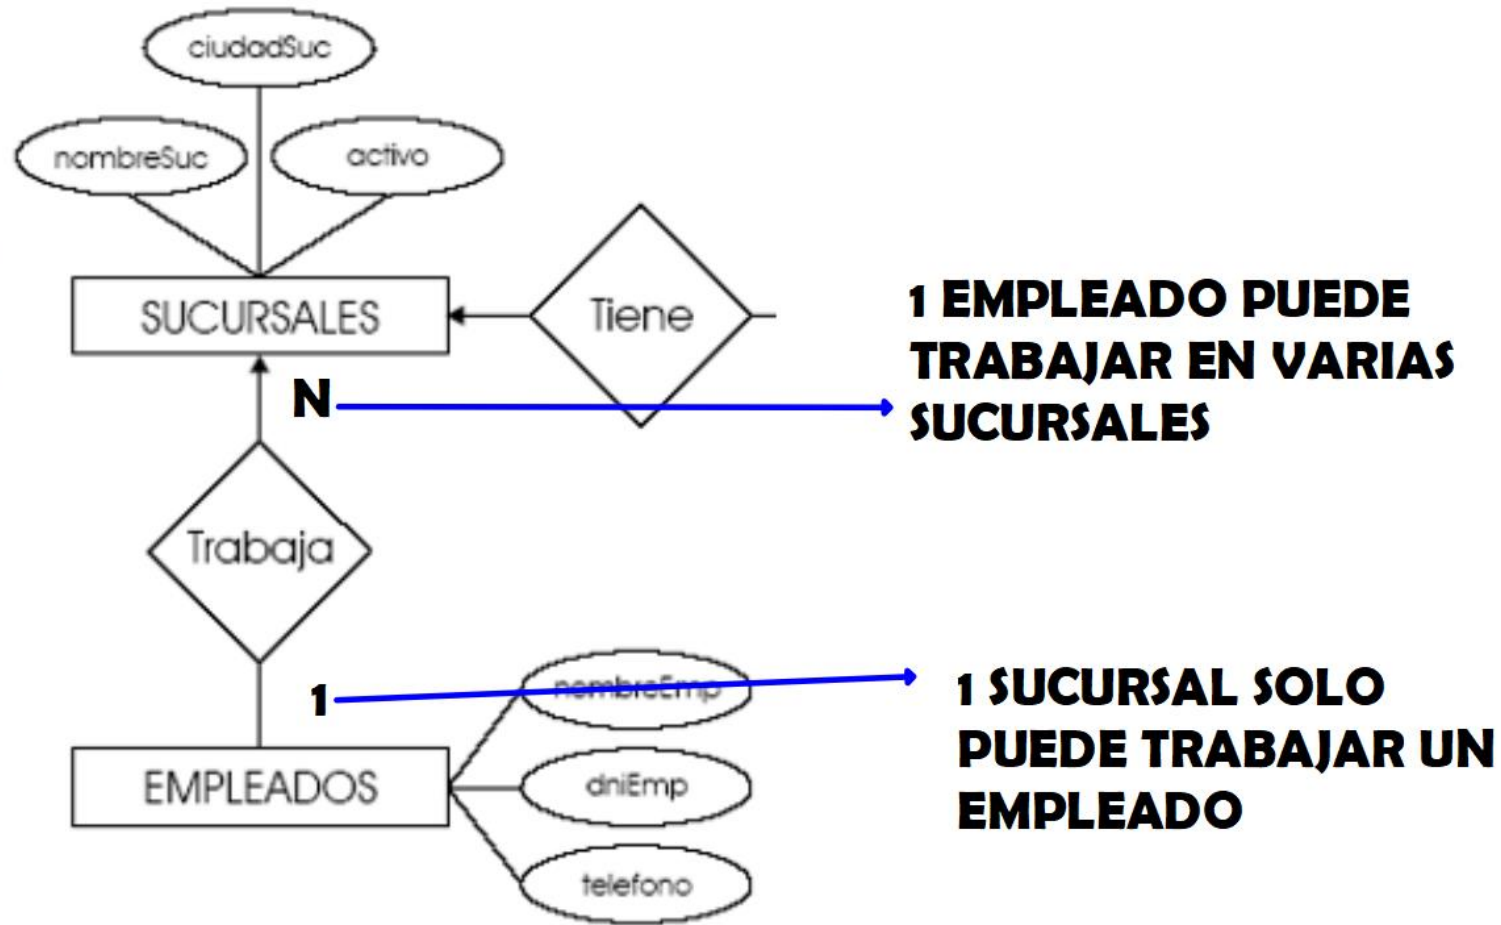 ciudadSuc
nombreSuc
activo
SUCURSALES
Tiene
1 EMPLEADO PUEDE
TRABAJAR EN VARIAS
SUCURSALES
N
Trabaja
1
nombreEmp
1 SUCURSAL SOLO
PUEDE TRABAJAR UN
EMPLEADO
EMPLEADOS
dniEmp
telefono